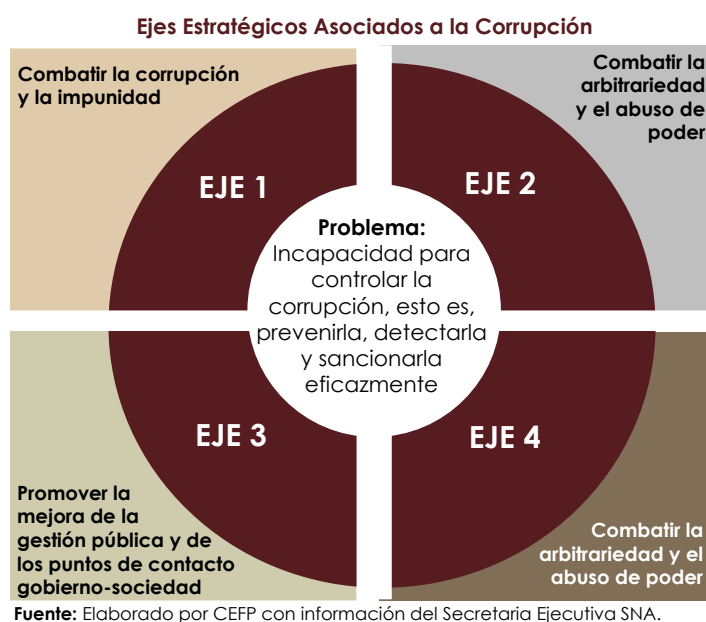 Ejes Estratégicos Asociados a la Corrupción
Combatir la corrupción
y la impunidad
Combatir la
arbitrariedad
y el abuso de
poder
EJE 1
EJE 2
Problema:
Incapacidad para
controlar la
corrupción, esto es,
prevenirla, detectarla
y sancionarla
eficazmente
EJE 3
EJE 4
Promover la
mejora de la
gestión pública y de
los puntos de contacto
gobierno-sociedad
Combatir la
arbitrariedad y el
abuso de poder
Fuente: Elaborado por CEFP con información del Secretaria Ejecutiva SNA.